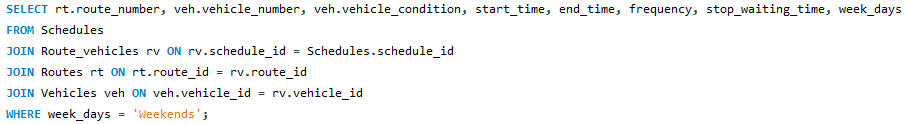 SELECT rt.route_number, veh.vehicle_number, veh.vehicle_condition, start_time, end_time, frequency, stop_waiting_time, week_days
FROM Schedules
JOIN Route_vehicles rv ON rv.schedule_id = Schedules.schedule_id
JOIN Routes rt ON rt.route_id = rv.route_id
JOIN Vehicles veh ON veh.vehicle_id = rv.vehicle_id
WHERE week_days = 'Weekends';